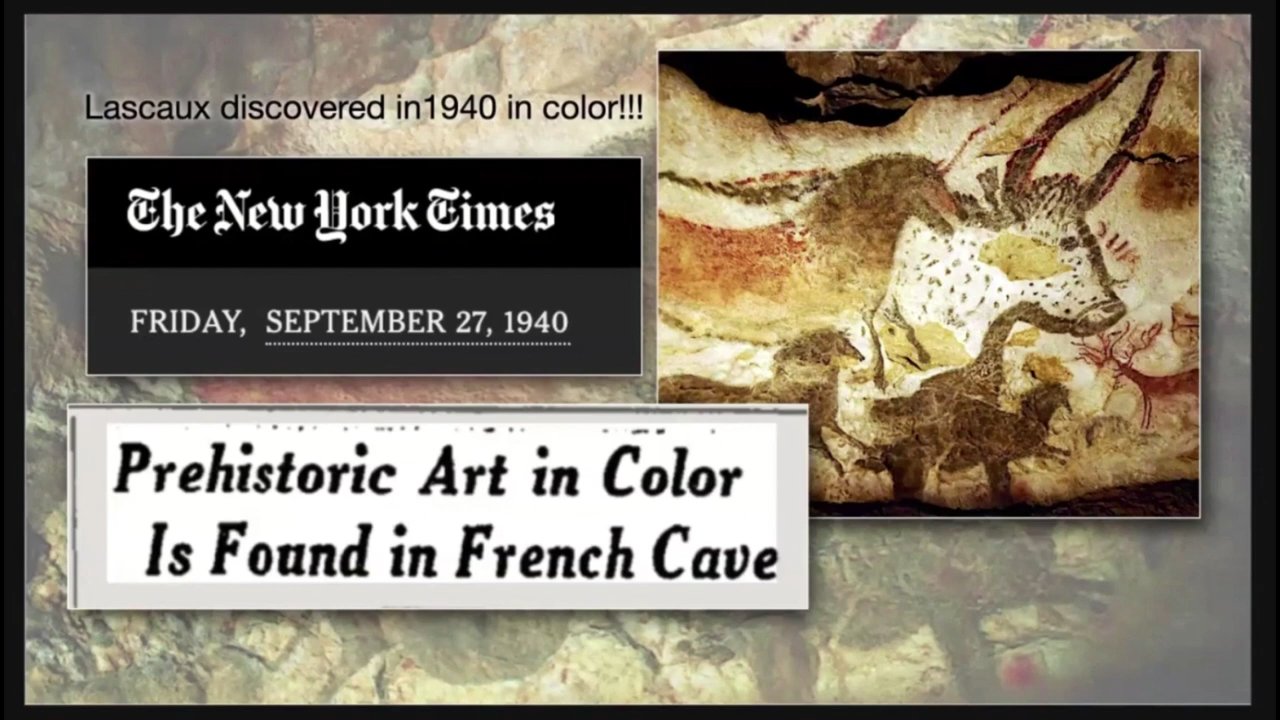 Lascaux discovered in1940 in color!!!
The New York Times
FRIDAY, SEPTEMBER 27, 1940
Prehistoric Art in Color
Is Found in French Cave